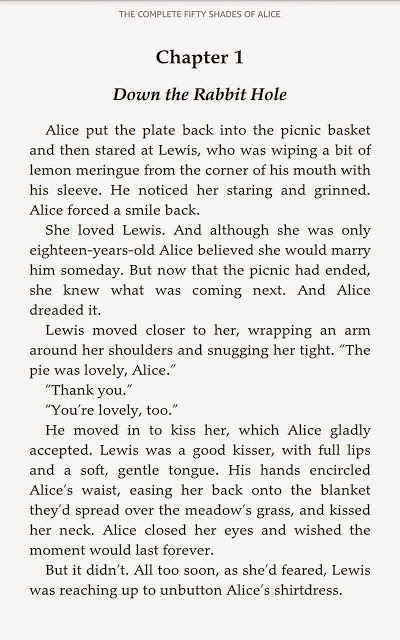 THE COMPLETE FIFTY SHADES OF ALICE
Chapter 1
Down the Rabbit Hole
Alice put the plate back into the picnic basket
and then stared at Lewis, who was wiping a bit of
lemon meringue from the corner of his mouth with
his sleeve. He noticed her staring and grinned.
Alice forced a smile back.
She loved Lewis. And although she was only
eighteen-years-old Alice believed she would marry
him someday. But now that the picnic had ended,
she knew what was coming next. And Alice
dreaded it.
Lewis moved closer to her, wrapping an arm
around her shoulders and snugging her tight. “The
pie was lovely, Alice.”
“Thank you.”
“You’re lovely, too.”
He moved in to kiss her, which Alice gladly
accepted. Lewis was a good kisser, with full lips
and a soft, gentle tongue. His hands encircled
Alice’s waist, easing her back onto the blanket
they’d spread over the meadow’s grass, and kissed
her neck. Alice closed her eyes and wished the
moment would last forever.
But it didn’t. All too soon, as she’d feared, Lewis
was reaching up to unbutton Alice’s shirtdress.